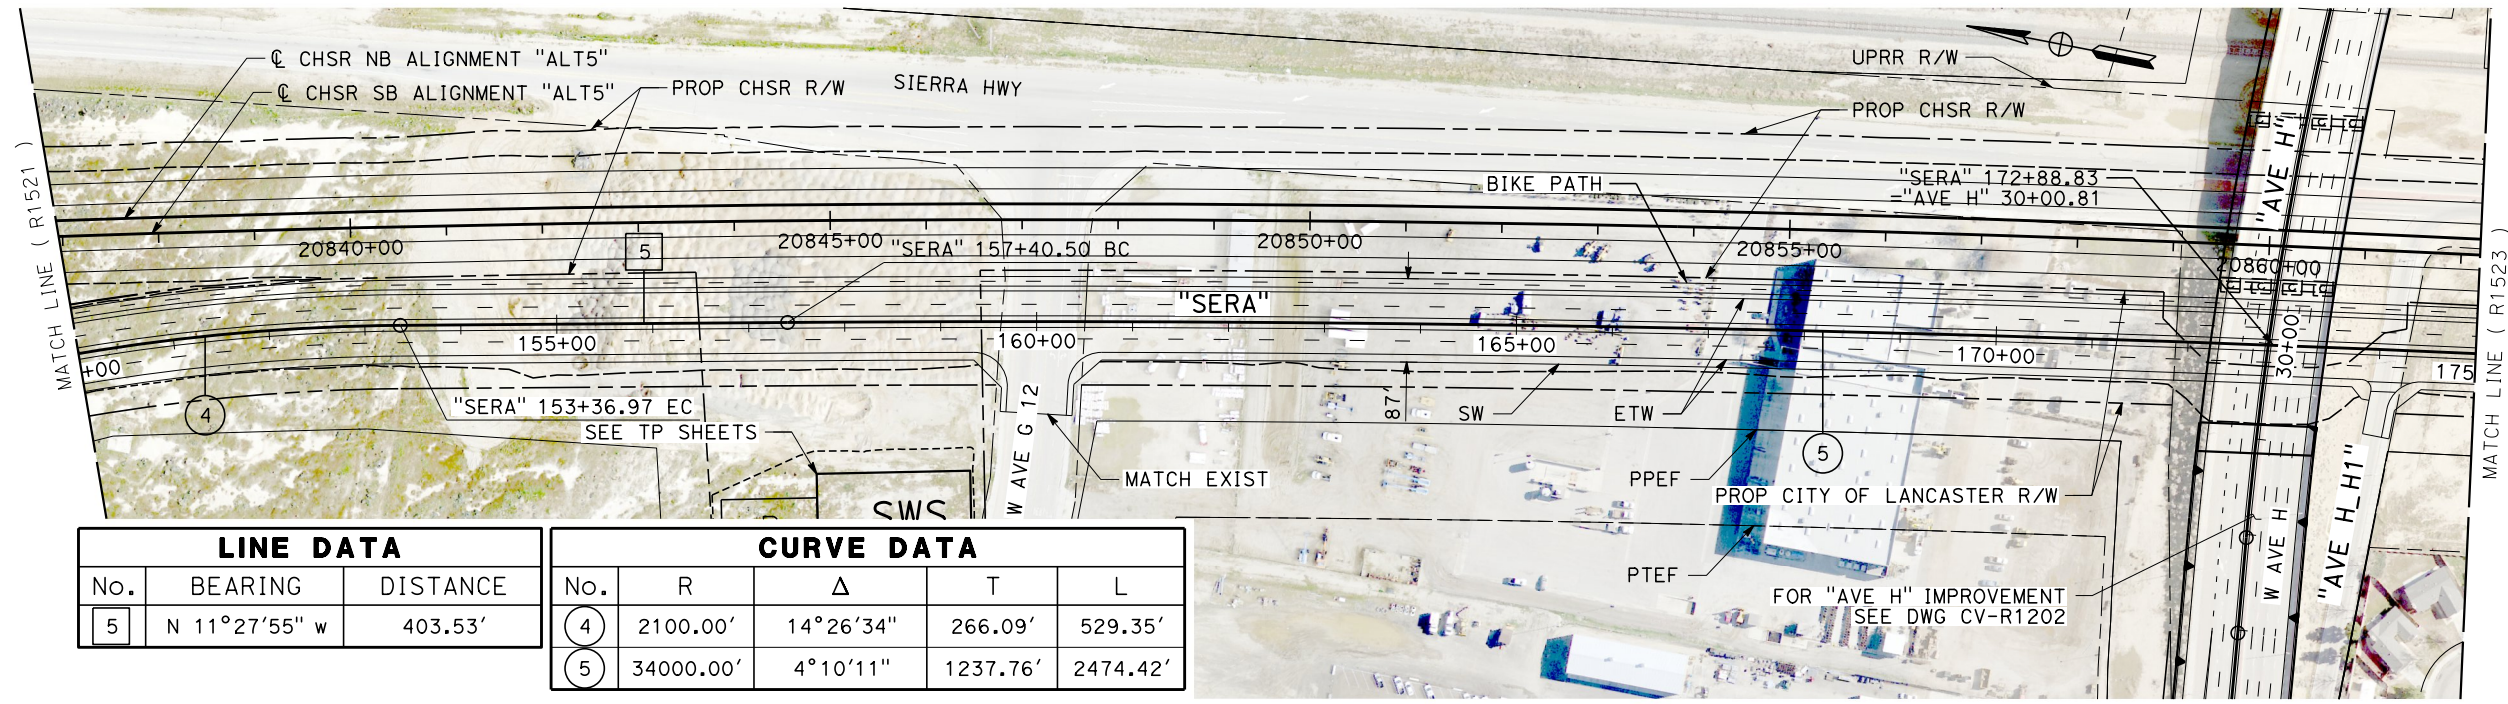 ℄ CHSR NB ALIGNMENT "ALT5"
℄ CHSR SB ALIGNMENT "ALT5"
PROP CHSR R/W
SIERRA HWY
UPRR R/W
PROP CHSR R/W
MATCH LINE ( R1521 )
BIKE PATH
"SERA" 172+88.83
="AVE H" 30+00.81
"AVE H"
20840+00
5
20845+00
"SERA" 157+40.50 BC
20850+00
20855+00
20860+00
"SERA"
+00
155+00
160+00
165+00
170+00
30+00
175
MATCH LINE ( R1523 )
4
"SERA" 153+36.97 EC
SEE TP SHEETS
W AVE G 12
87'
SW
ETW
5
MATCH EXIST
PPEF
PROP CITY OF LANCASTER R/W
SWS
PTEF
W AVE H
"AVE H_H1"
FOR "AVE H" IMPROVEMENT
SEE DWG CV-R1202
LINE DATA
No. BEARING DISTANCE
5 N 11°27'55" W 403.53'
CURVE DATA
No. R Δ T L
4 2100.00' 14°26'34" 266.09' 529.35'
5 34000.00' 4°10'11" 1237.76' 2474.42'